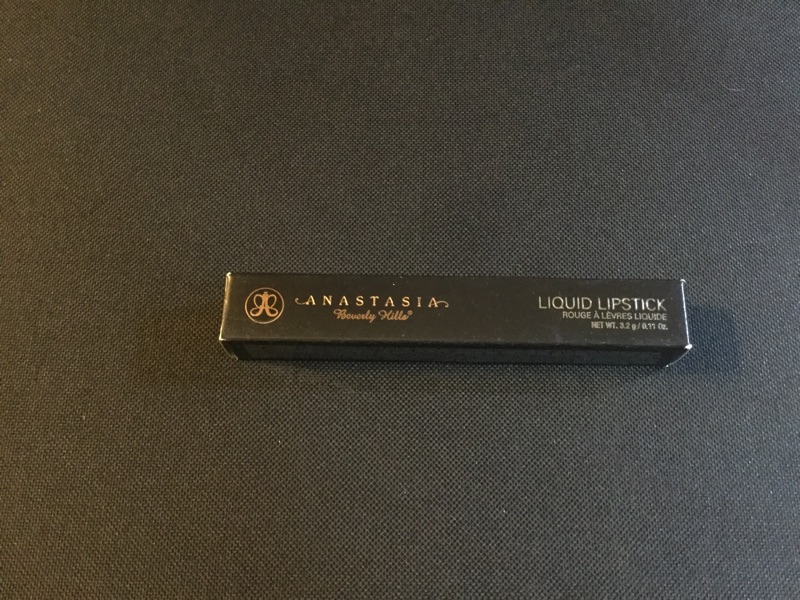 ANASTASIA
Beverly Hills®
LIQUID LIPSTICK
ROUGE À LÈVRES LIQUIDE
NET WT. 3.2 g / 0.11 Oz.